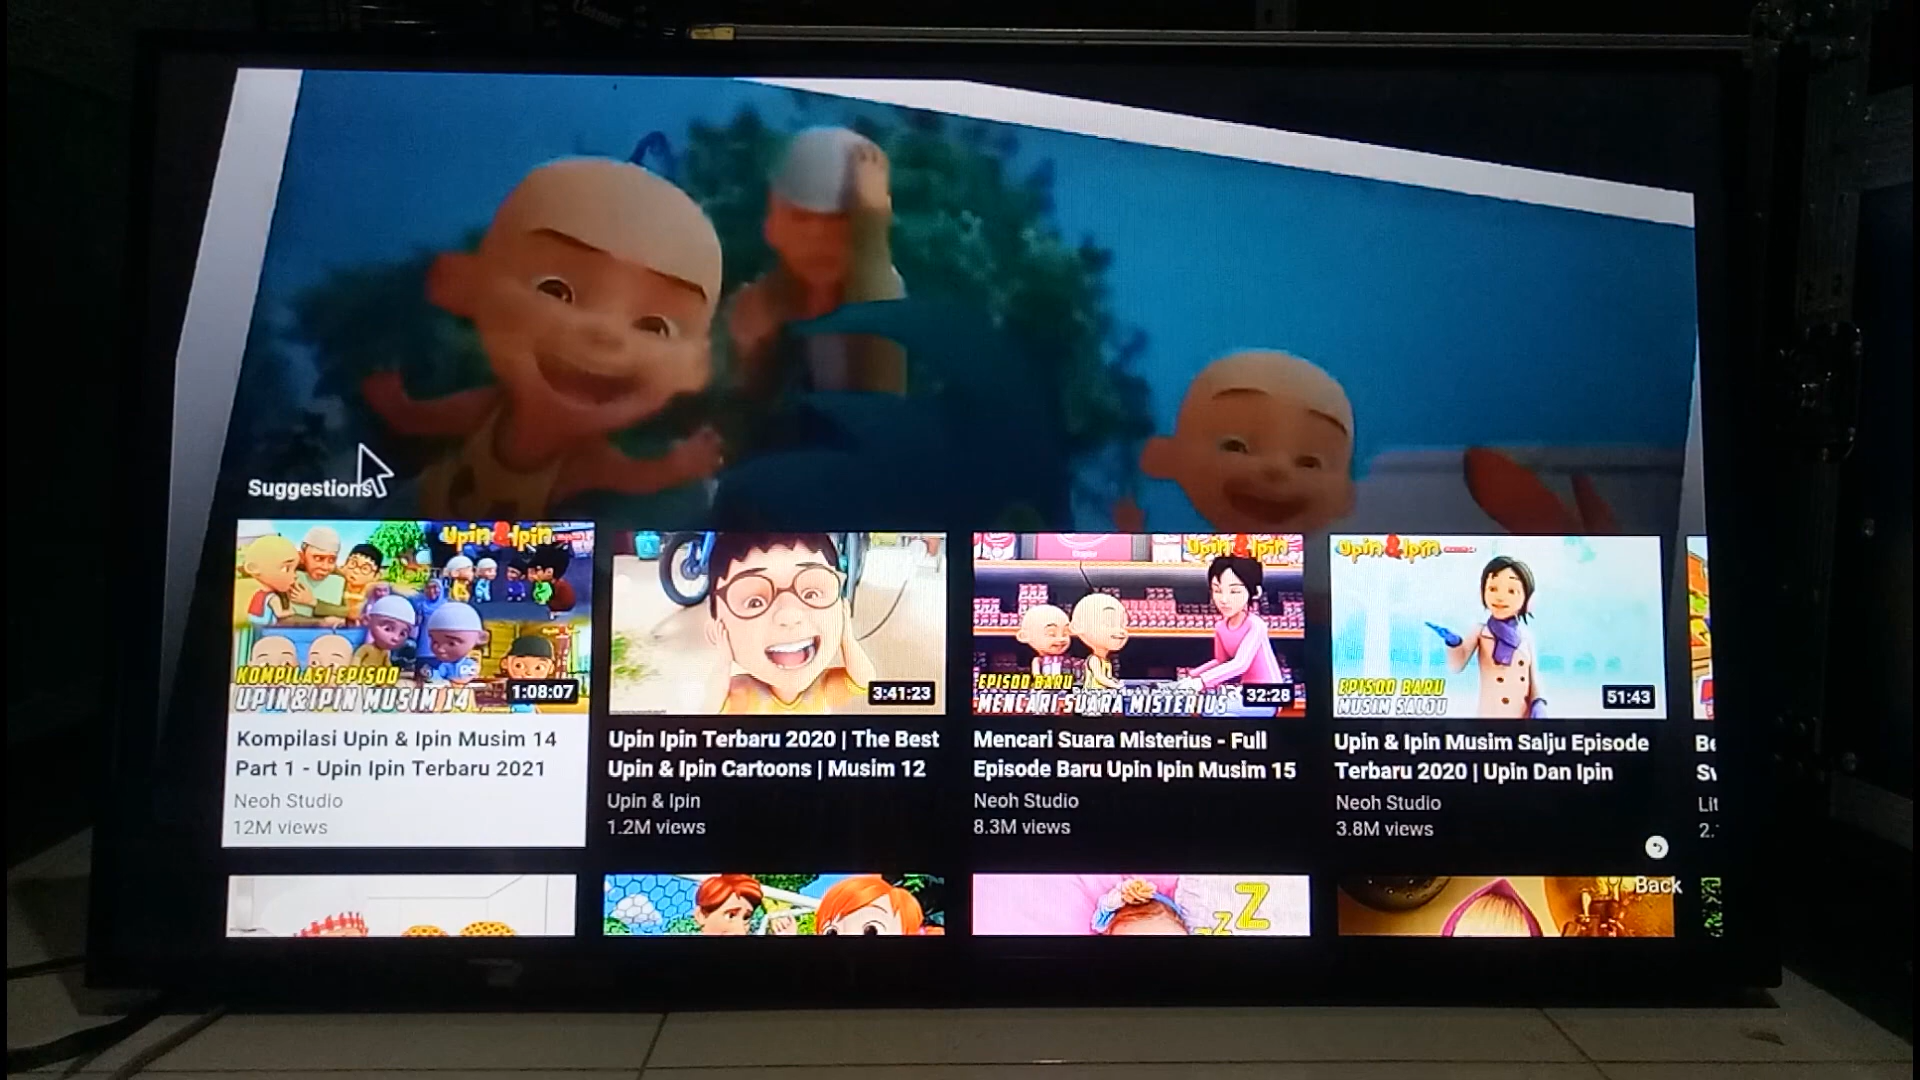 Suggestions
Upin&Ipin
KOMPILASI EPISOD
UPIN&IPIN MUSIM 14
1:08:07
Kompilasi Upin & Ipin Musim 14
Part 1 - Upin Ipin Terbaru 2021
Neoh Studio
12M views
3:41:23
Upin Ipin Terbaru 2020 | The Best
Upin & Ipin Cartoons | Musim 12
Upin & Ipin
1.2M views
Upin&Ipin
EPISOD BARU
MENCARI SUARA MISTERIUS
32:28
Mencari Suara Misterius - Full
Episode Baru Upin Ipin Musim 15
Neoh Studio
8.3M views
Upin&Ipin
EPISOD BARU
MUSIM SALJU
51:43
Upin & Ipin Musim Salju Episode
Terbaru 2020 | Upin Dan Ipin
Neoh Studio
3.8M views
Back
zZ